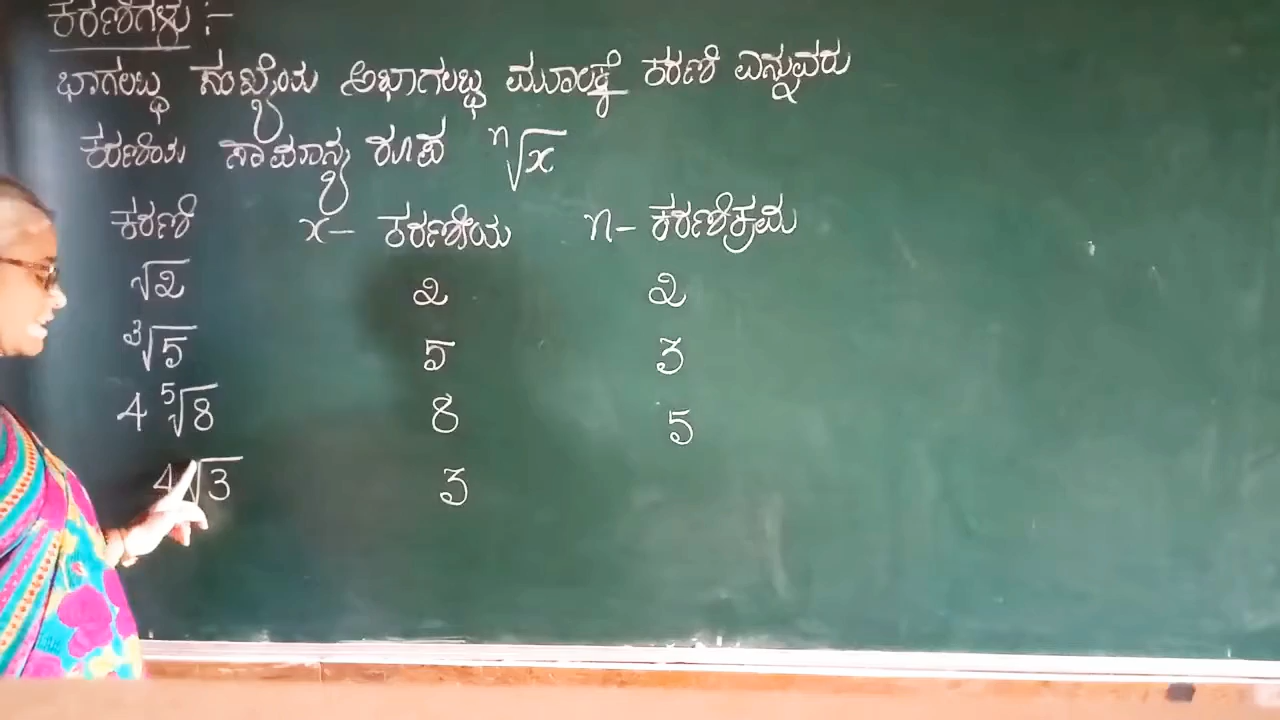 ಕರಣಿಗಳು :-
ಭಾಗಲಬ್ಧ ಸಂಖ್ಯೆಯ ಅಭಾಗಲಬ್ಧ ಮೂಲಕ್ಕೆ ಕರಣಿ ಎನ್ನುವರು
ಕರಣಿಯ ಸಾಮಾನ್ಯ ರೂಪ ⁿ√x
ಕರಣಿ x- ಕರಣೀಯ n- ಕರಣಿಕ್ರಮ
√2 2 2
³√5 5 3
4 ⁵√8 8 5
4√3 3